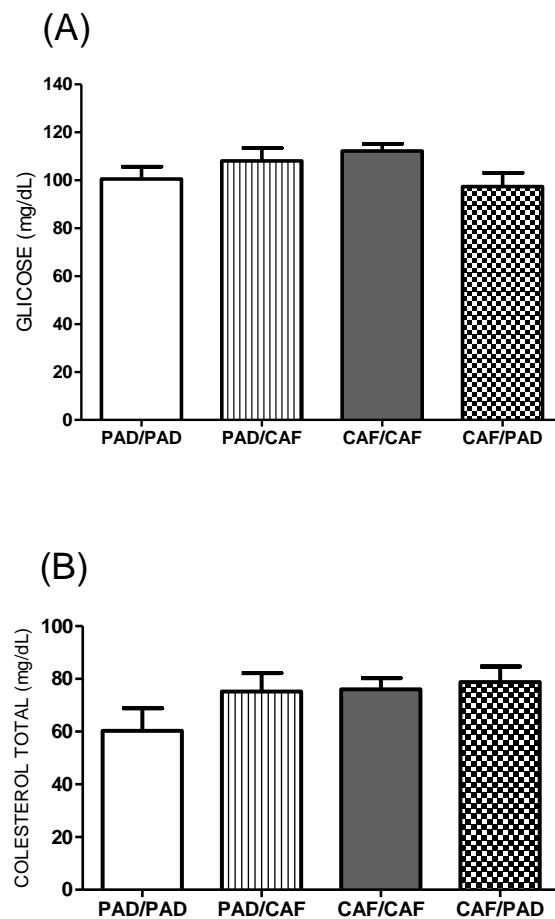 (A)
GLICOSE (mg/dL)
140
120
100
80
60
40
20
0
PAD/PAD PAD/CAF CAF/CAF CAF/PAD
(B)
COLESTEROL TOTAL (mg/dL)
100
80
60
40
20
0
PAD/PAD PAD/CAF CAF/CAF CAF/PAD